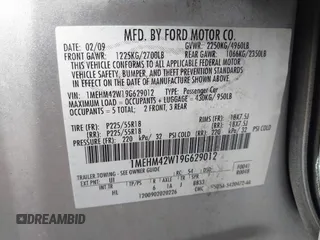 MFD. BY FORD MOTOR CO.
DATE: 02/09 GVWR: 2250KG/4960LB
FRONT GAWR: 1225KG/2700LB REAR GAWR: 1066KG/2350LB
THIS VEHICLE CONFORMS TO ALL APPLICABLE FEDERAL MOTOR
VEHICLE SAFETY, BUMPER, AND THEFT PREVENTION STANDARDS
IN EFFECT ON THE DATE OF MANUFACTURE SHOWN ABOVE.
VIN: 1MEHM42W19G629012 TYPE: Passenger Car
MAXIMUM LOAD = OCCUPANTS + LUGGAGE = 430KG/950LB
OCCUPANTS: 5 TOTAL; 2 FRONT, 3 REAR
TIRE (FR): P225/55R18 RIMS (FR): 18X7.5J
(RR): P225/55R18 (RR): 18X7.5J
PRESSURE (FR): 220 kPa/ 32 PSI COLD (RR): 220 kPa/ 32 PSI COLD
1MEHM42W19G629012
TRAILER TOWING - SEE OWNER GUIDE
EXT PNT: